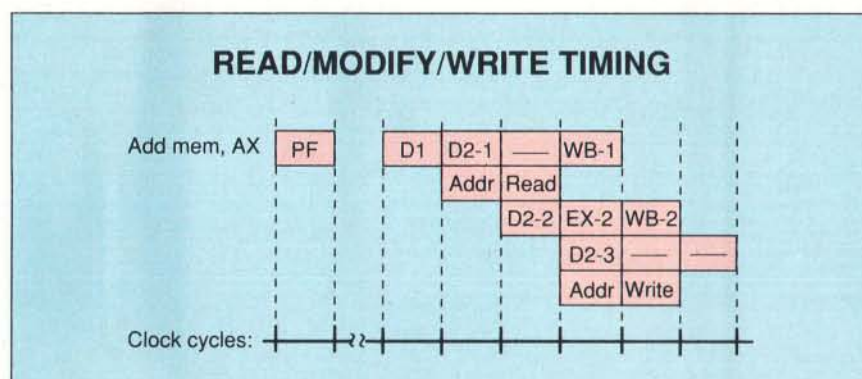 READ/MODIFY/WRITE TIMING
Add mem, AX PF D1 D2-1 — WB-1
Addr Read
D2-2 EX-2 WB-2
D2-3 — —
Addr Write
Clock cycles: